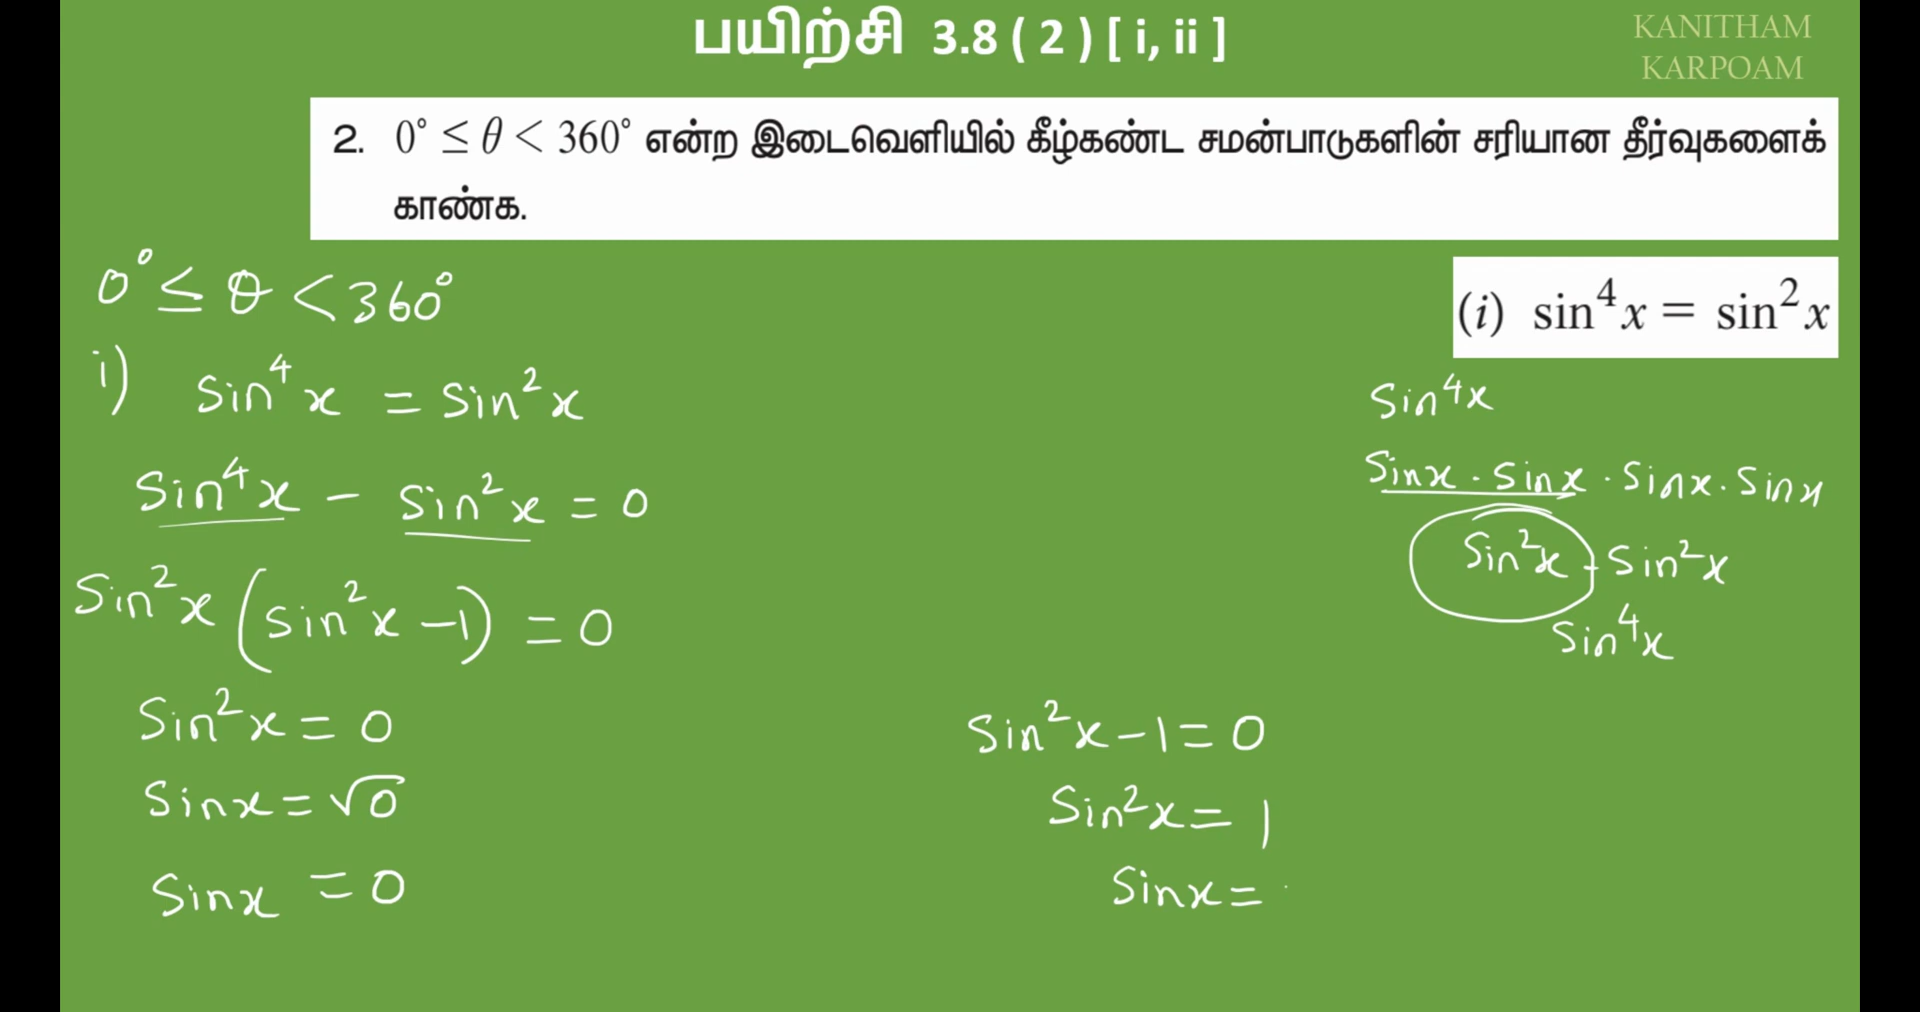 பயிற்சி 3.8 ( 2 ) [ i, ii ]
KANITHAM
KARPOAM
2. 0° ≤ θ < 360° என்ற இடைவெளியில் கீழ்கண்ட சமன்பாடுகளின் சரியான தீர்வுகளைக்
காண்க.
0° ≤ θ < 360°
(i) sin⁴x = sin²x
i) sin⁴x = sin²x
sin⁴x − sin²x = 0
sin²x (sin²x − 1) = 0
sin²x = 0
sinx = √0
sinx = 0
sin⁴x
sinx · sinx · sinx · sinx
sin²x · sin²x
sin⁴x
sin²x − 1 = 0
sin²x = 1
sinx =